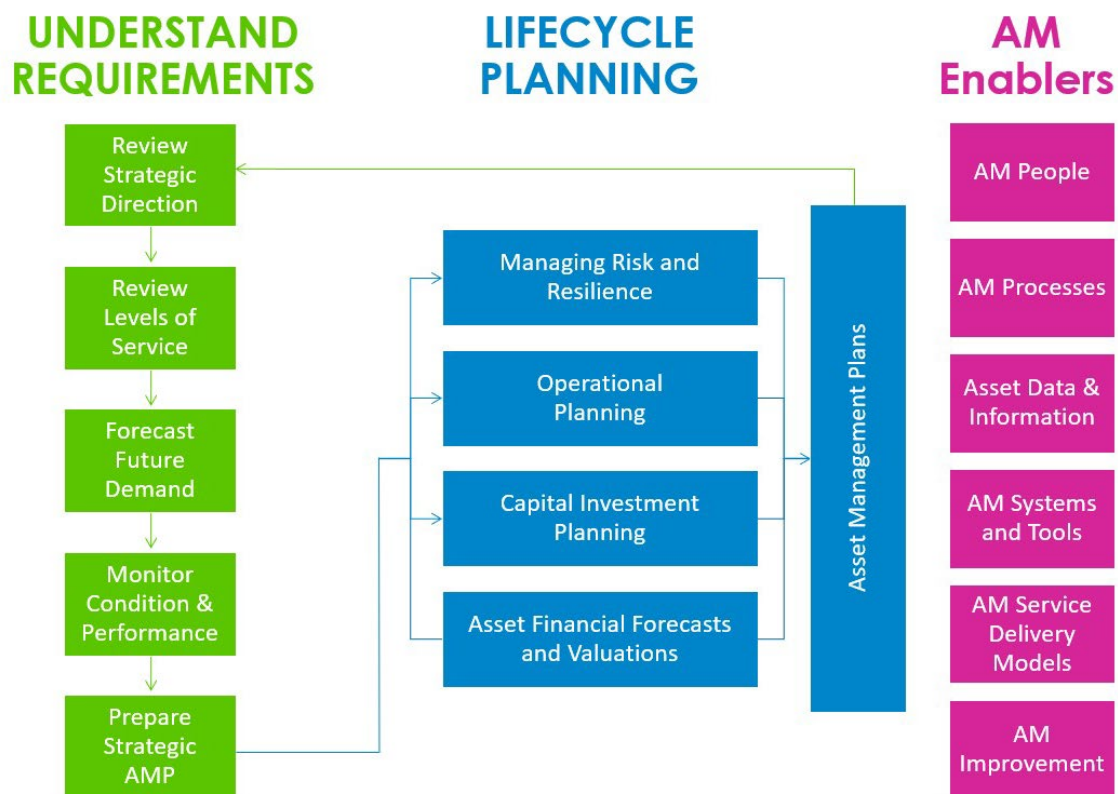 UNDERSTAND
REQUIREMENTS
Review
Strategic
Direction
Review
Levels of
Service
Forecast
Future
Demand
Monitor
Condition &
Performance
Prepare
Strategic
AMP
LIFECYCLE
PLANNING
Managing Risk and
Resilience
Operational
Planning
Capital Investment
Planning
Asset Financial Forecasts
and Valuations
Asset Management Plans
AM
Enablers
AM People
AM Processes
Asset Data &
Information
AM Systems
and Tools
AM Service
Delivery
Models
AM
Improvement